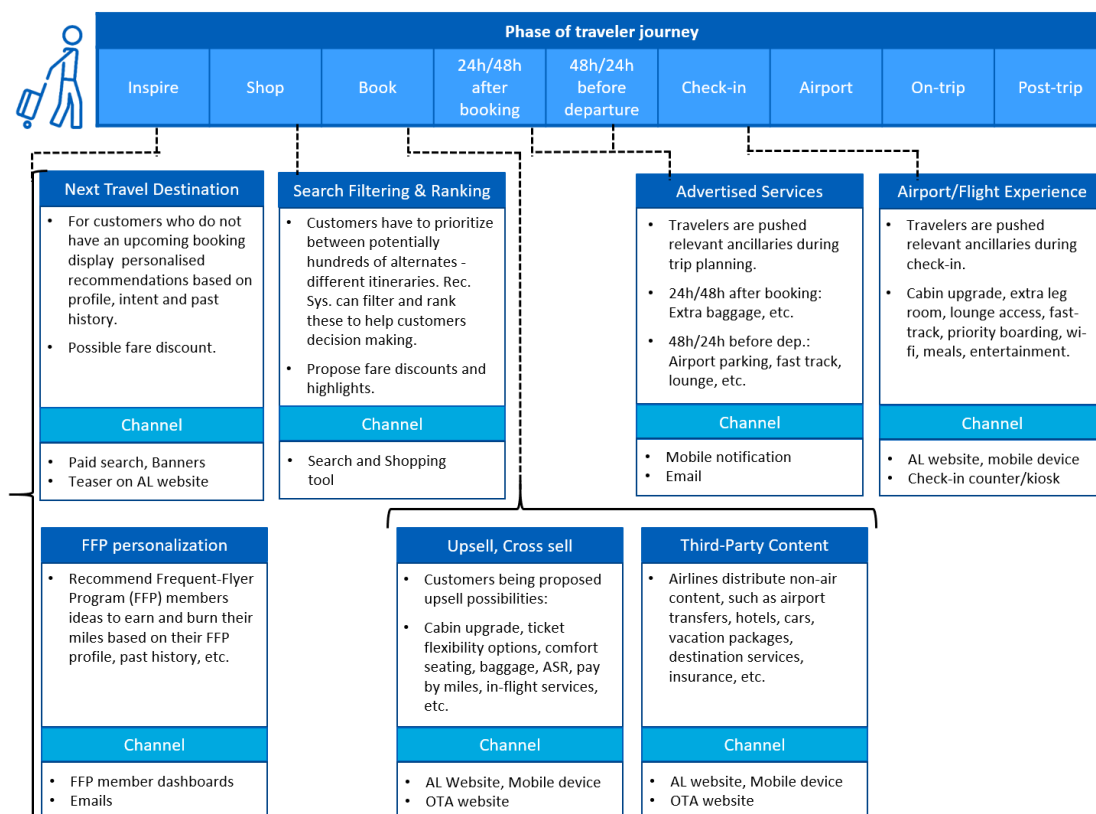 Phase of traveler journey
Inspire
Shop
Book
24h/48h
after
booking
48h/24h
before
departure
Check-in
Airport
On-trip
Post-trip
Next Travel Destination
• For customers who do not
have an upcoming booking
display personalised
recommendations based on
profile, intent and past
history.
• Possible fare discount.
Channel
• Paid search, Banners
• Teaser on AL website
Search Filtering & Ranking
• Customers have to prioritize
between potentially
hundreds of alternates -
different itineraries. Rec.
Sys. can filter and rank
these to help customers
decision making.
• Propose fare discounts and
highlights.
Channel
• Search and Shopping
tool
Advertised Services
• Travelers are pushed
relevant ancillaries during
trip planning.
• 24h/48h after booking:
Extra baggage, etc.
• 48h/24h before dep.:
Airport parking, fast track,
lounge, etc.
Channel
• Mobile notification
• Email
Airport/Flight Experience
• Travelers are pushed
relevant ancillaries during
check-in.
• Cabin upgrade, extra leg
room, lounge access, fast-
track, priority boarding, wi-
fi, meals, entertainment.
Channel
• AL website, mobile device
• Check-in counter/kiosk
FFP personalization
• Recommend Frequent-Flyer
Program (FFP) members
ideas to earn and burn their
miles based on their FFP
profile, past history, etc.
Channel
• FFP member dashboards
• Emails
Upsell, Cross sell
• Customers being proposed
upsell possibilities:
• Cabin upgrade, ticket
flexibility options, comfort
seating, baggage, ASR, pay
by miles, in-flight services,
etc.
Channel
• AL Website, Mobile device
• OTA website
Third-Party Content
• Airlines distribute non-air
content, such as airport
transfers, hotels, cars,
vacation packages,
destination services,
insurance, etc.
Channel
• AL website, Mobile device
• OTA website